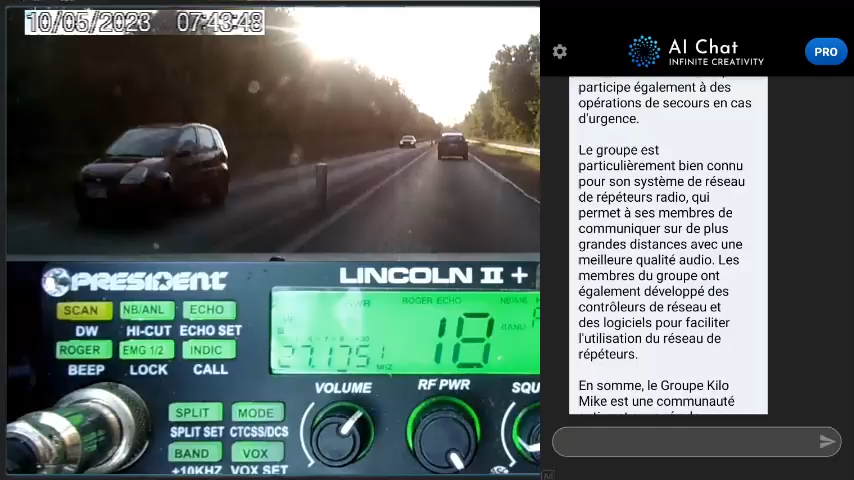 10/05/2023 07:43:48
PRESIDENT
LINCOLN II +
SCAN NB/ANL ECHO
DW HI-CUT ECHO SET
ROGER EMG 1/2 INDIC
BEEP LOCK CALL
SPLIT MODE
SPLIT SET CTCSS/DCS
BAND VOX
+10KHZ VOX SET
ROGER ECHO NB/ANL
BAND
18
27.1751
VOLUME
RF PWR
SQU
AI Chat
INFINITE CREATIVITY
PRO
participe également à des
opérations de secours en cas
d'urgence.
Le groupe est
particulièrement bien connu
pour son système de réseau
de répéteurs radio, qui
permet à ses membres de
communiquer sur de plus
grandes distances avec une
meilleure qualité audio. Les
membres du groupe ont
également développé des
contrôleurs de réseau et
des logiciels pour faciliter
l'utilisation du réseau de
répéteurs.
En somme, le Groupe Kilo
Mike est une communauté
Ad